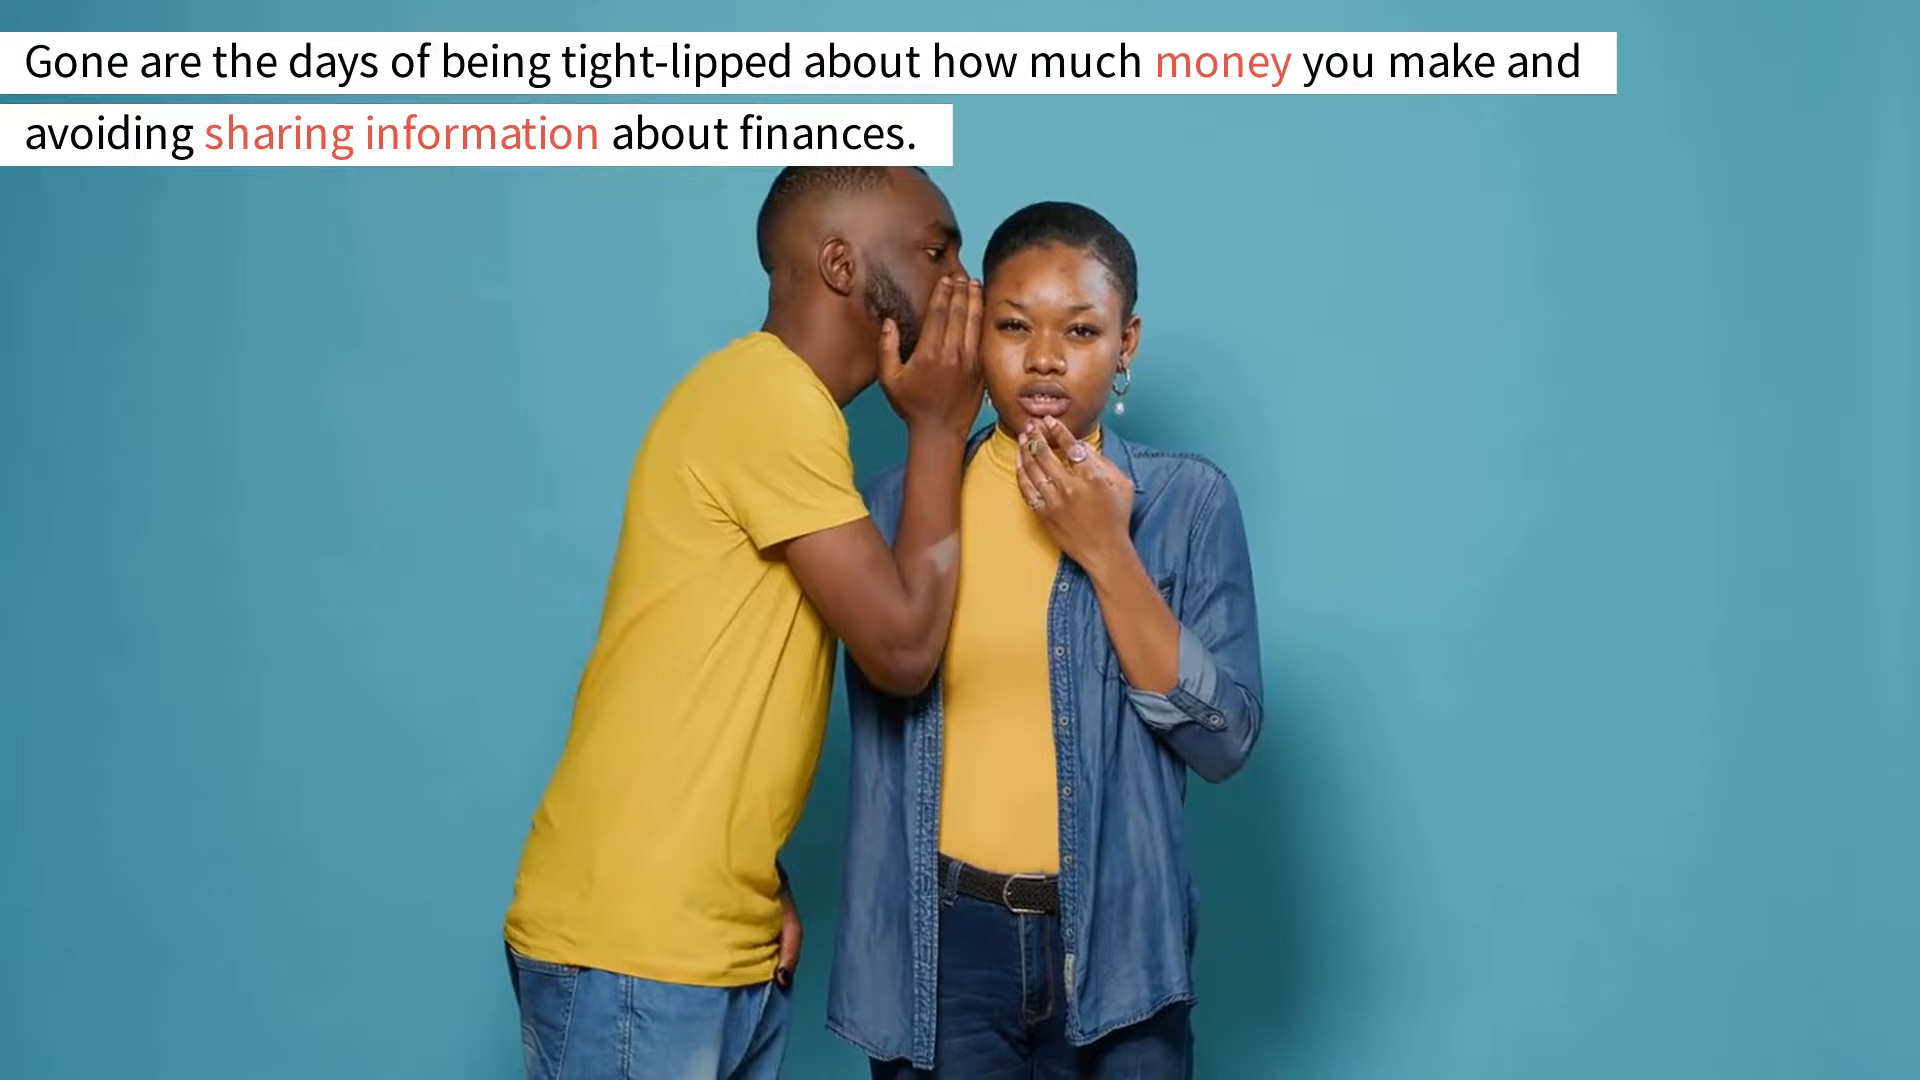 Gone are the days of being tight-lipped about how much money you make and
avoiding sharing information about finances.